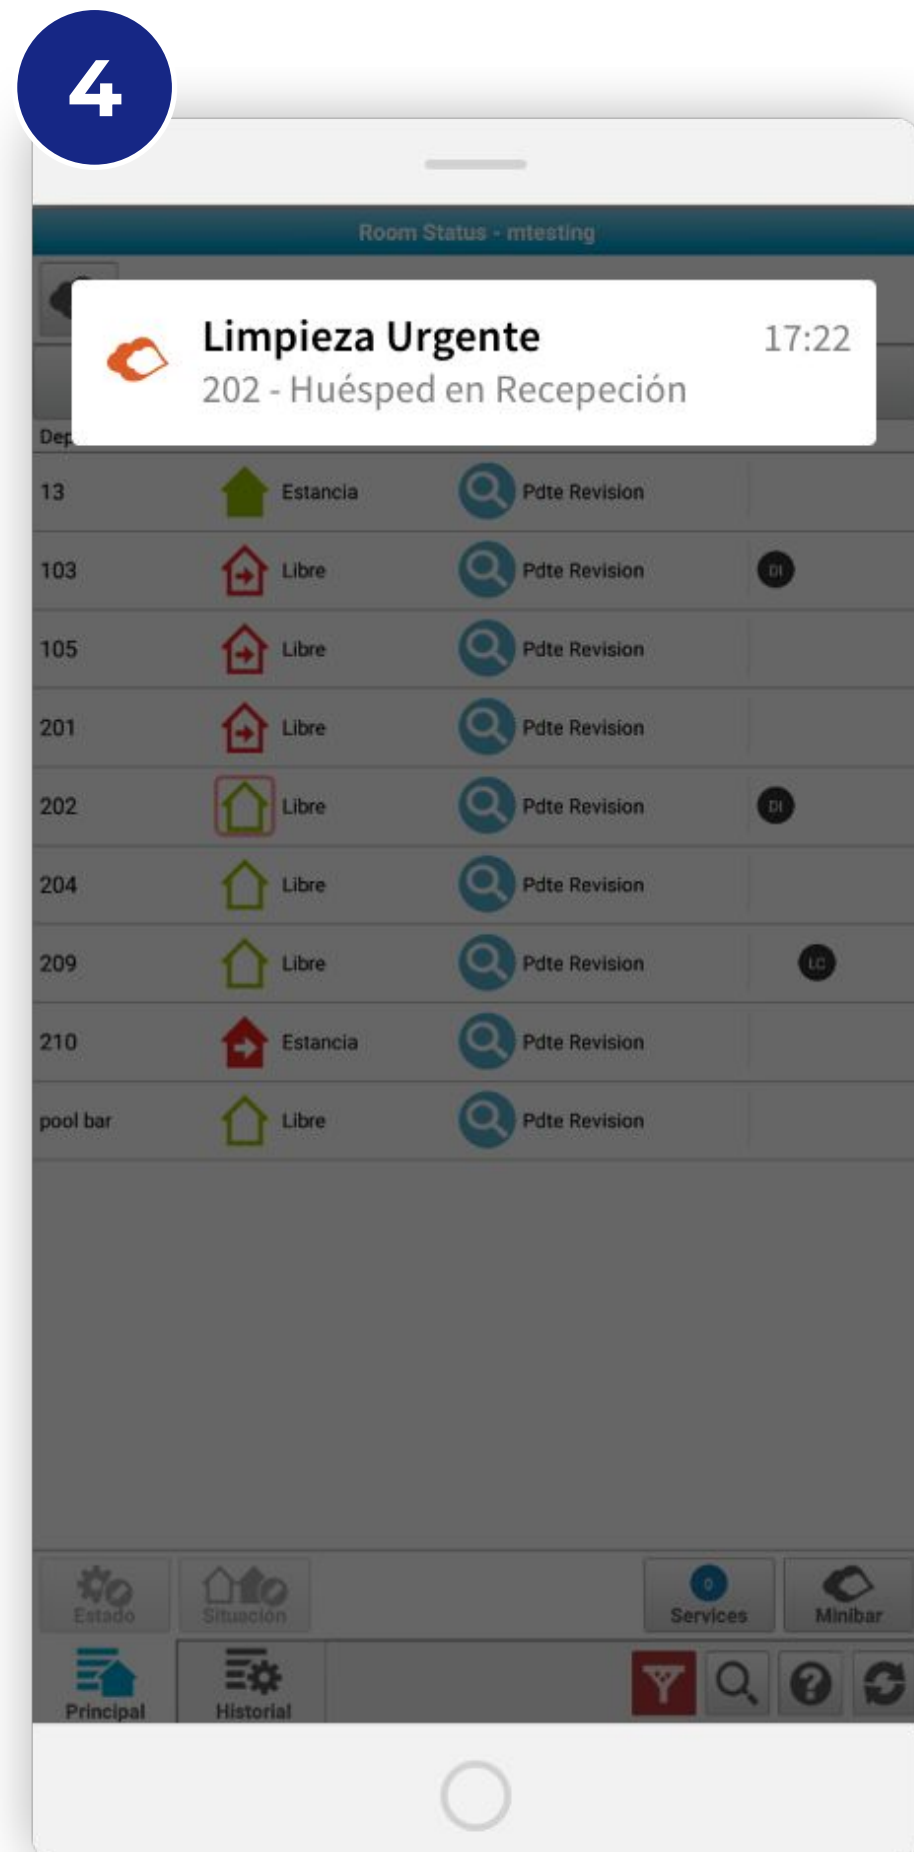 4
Room Status - mtesting
Limpieza Urgente 17:22
202 - Huésped en Recepeción
Dep
13 Estancia Pdte Revision
103 Libre Pdte Revision DI
105 Libre Pdte Revision
201 Libre Pdte Revision
202 Libre Pdte Revision DI
204 Libre Pdte Revision
209 Libre Pdte Revision LC
210 Estancia Pdte Revision
pool bar Libre Pdte Revision
0
Estado Situación Services Minibar
Principal Historial